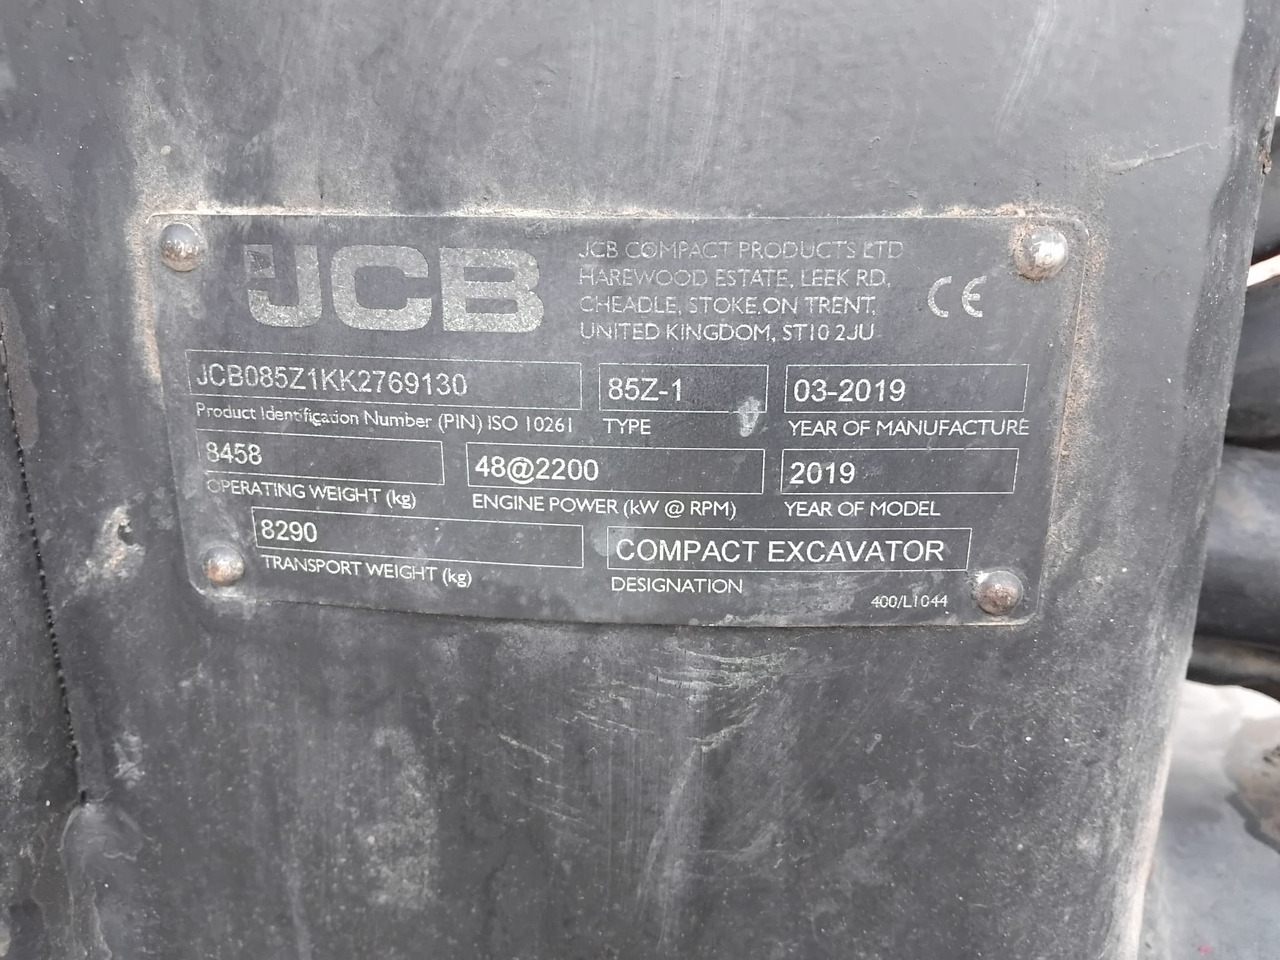 JCB
JCB COMPACT PRODUCTS LTD
HAREWOOD ESTATE, LEEK RD,
CHEADLE, STOKE.ON TRENT,
UNITED KINGDOM, ST10 2JU
CE
JCB085Z1KK2769130
Product Identification Number (PIN) ISO 10261
85Z-1
TYPE
03-2019
YEAR OF MANUFACTURE
8458
OPERATING WEIGHT (kg)
48@2200
ENGINE POWER (kW @ RPM)
2019
YEAR OF MODEL
8290
TRANSPORT WEIGHT (kg)
COMPACT EXCAVATOR
DESIGNATION
400/L1044